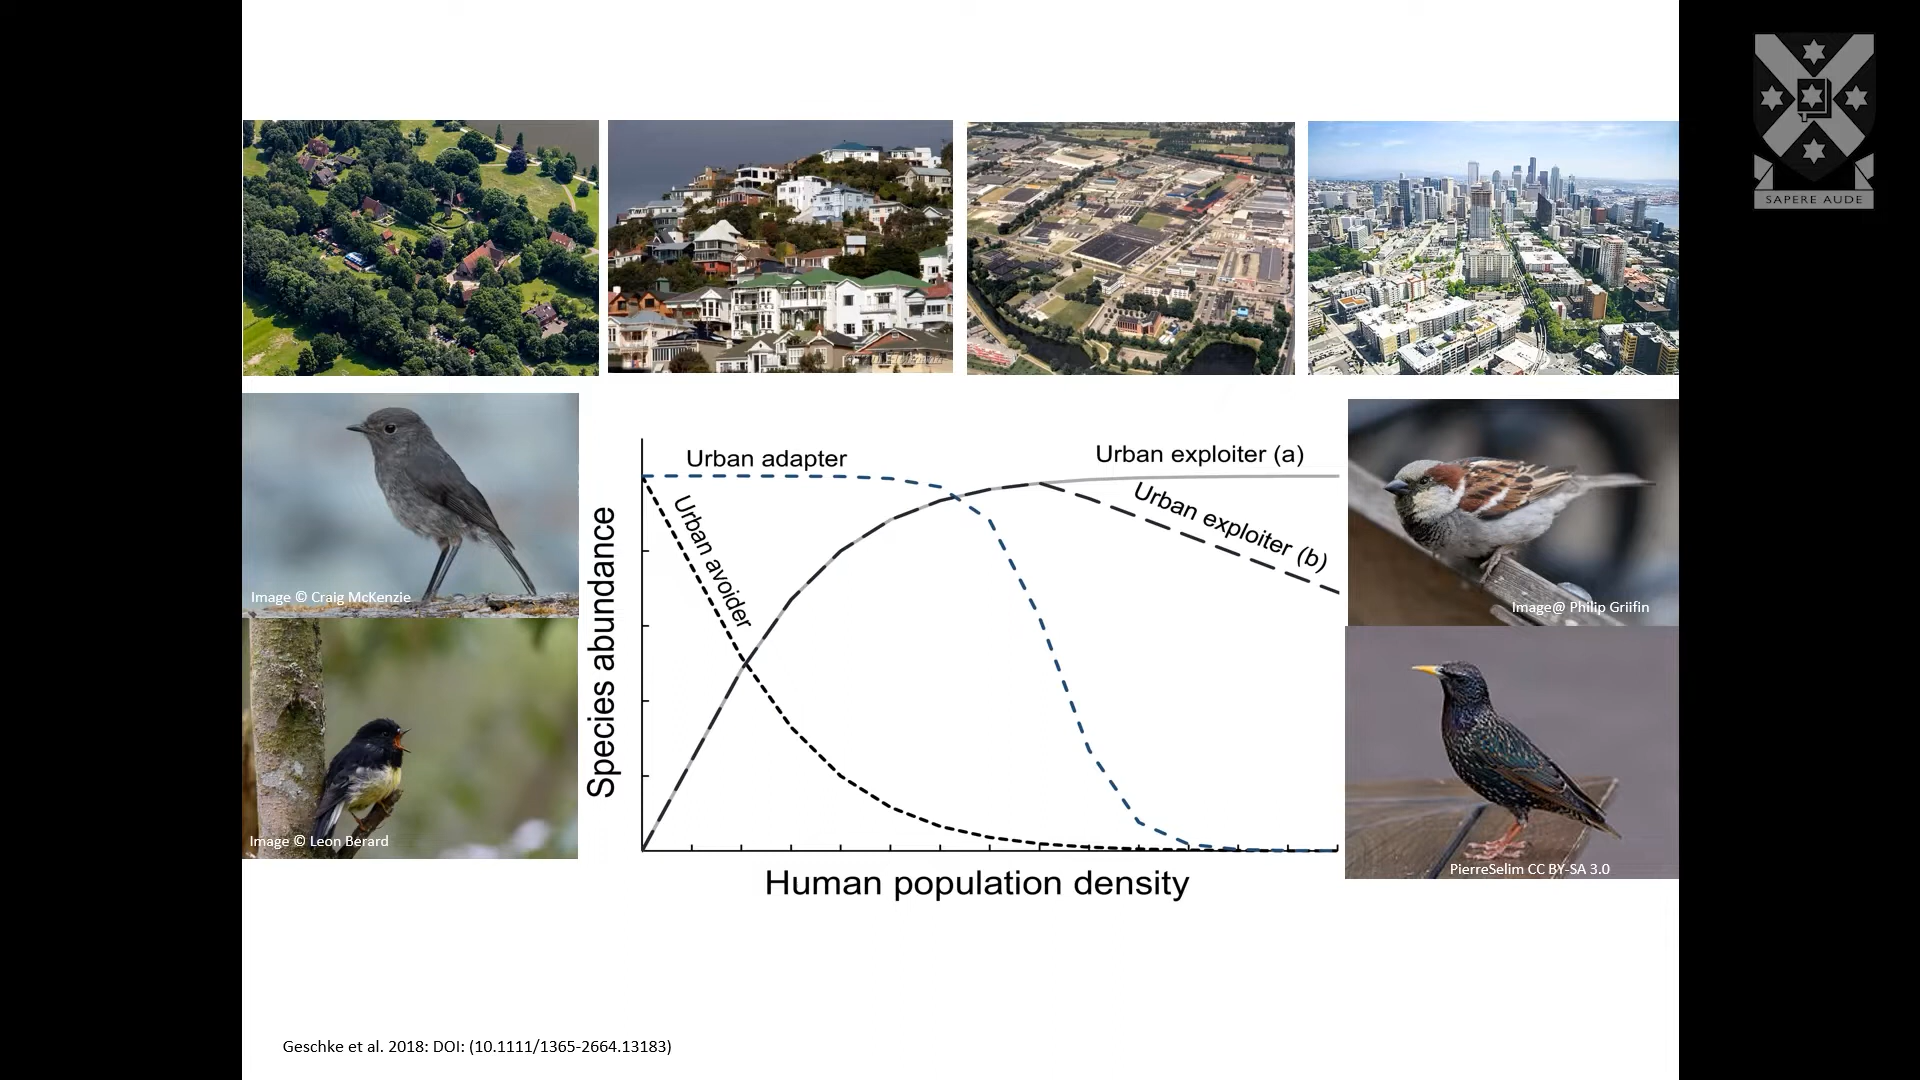 SAPERE AUDE
Image © Craig McKenzie
Image © Leon Berard
Urban adapter
Urban avoider
Urban exploiter (a)
Urban exploiter (b)
Species abundance
Human population density
Image@ Philip Griifin
PierreSelim CC BY-SA 3.0
Geschke et al. 2018: DOI: (10.1111/1365-2664.13183)